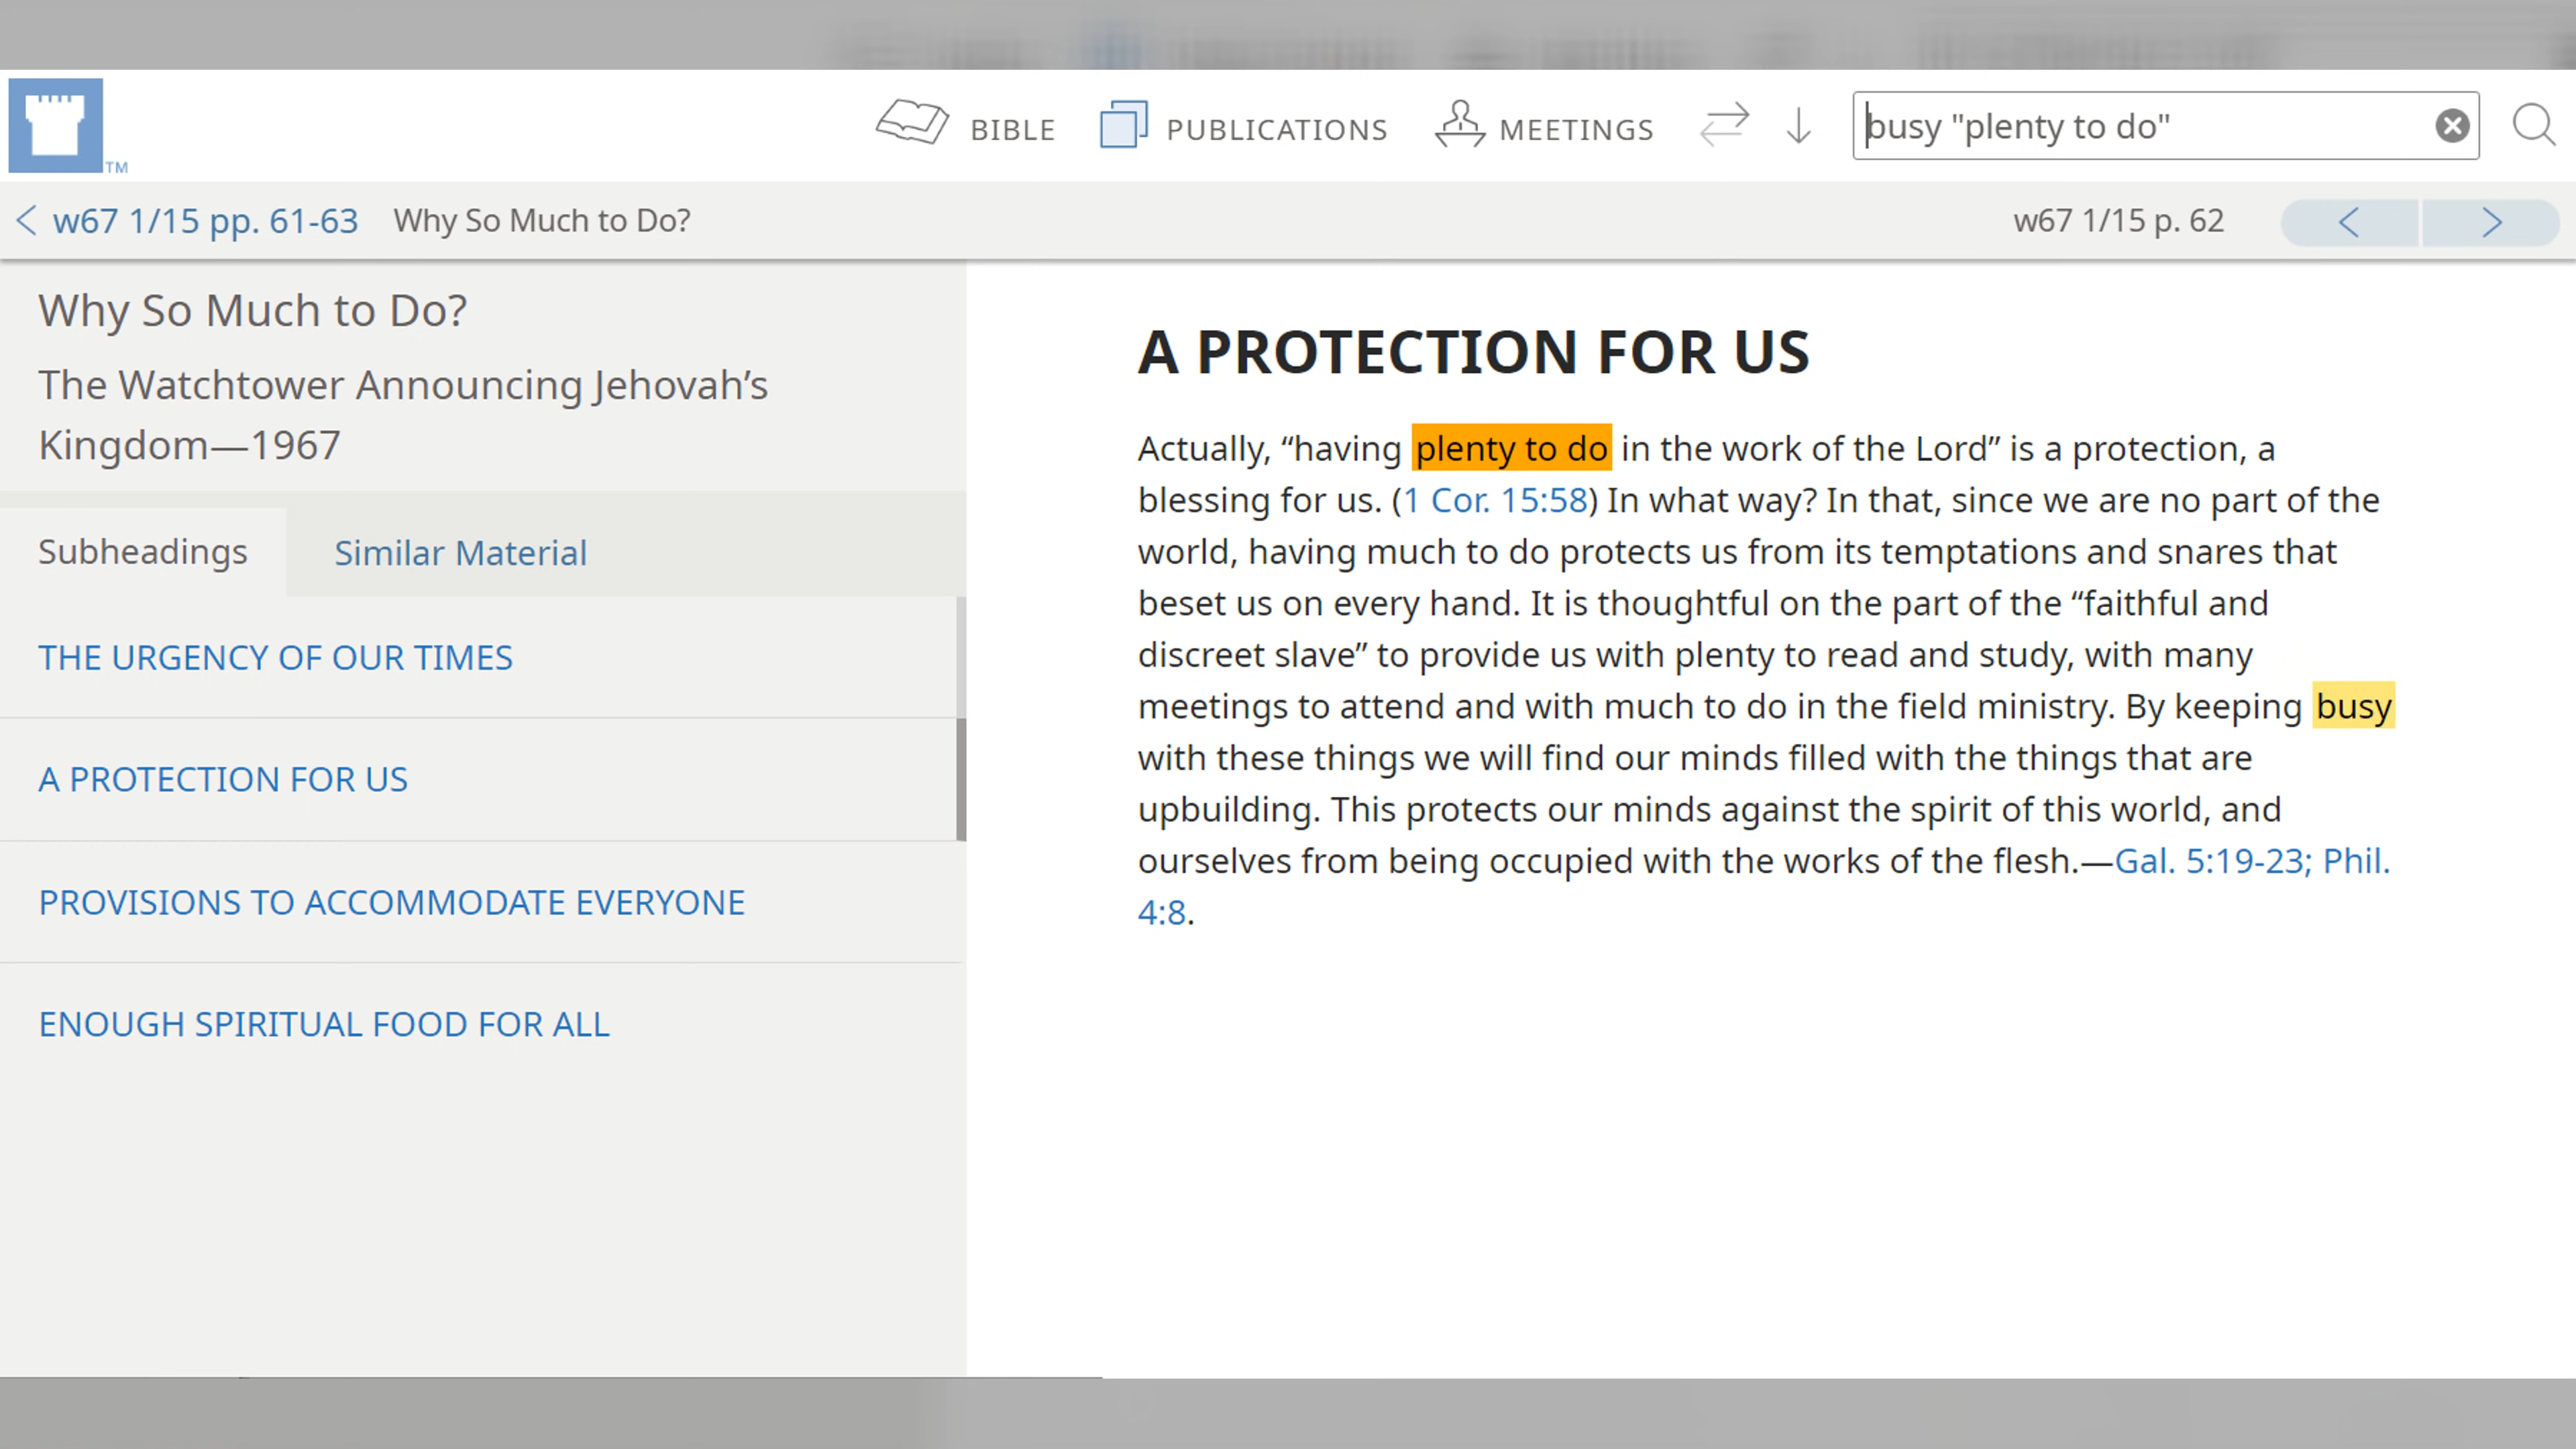 BIBLE PUBLICATIONS MEETINGS busy "plenty to do"
TM
w67 1/15 pp. 61-63 Why So Much to Do? w67 1/15 p. 62
Why So Much to Do?
The Watchtower Announcing Jehovah’s
Kingdom—1967
Subheadings Similar Material
THE URGENCY OF OUR TIMES
A PROTECTION FOR US
PROVISIONS TO ACCOMMODATE EVERYONE
ENOUGH SPIRITUAL FOOD FOR ALL
A PROTECTION FOR US
Actually, “having plenty to do in the work of the Lord” is a protection, a
blessing for us. (1 Cor. 15:58) In what way? In that, since we are no part of the
world, having much to do protects us from its temptations and snares that
beset us on every hand. It is thoughtful on the part of the “faithful and
discreet slave” to provide us with plenty to read and study, with many
meetings to attend and with much to do in the field ministry. By keeping busy
with these things we will find our minds filled with the things that are
upbuilding. This protects our minds against the spirit of this world, and
ourselves from being occupied with the works of the flesh.—Gal. 5:19-23; Phil.
4:8.